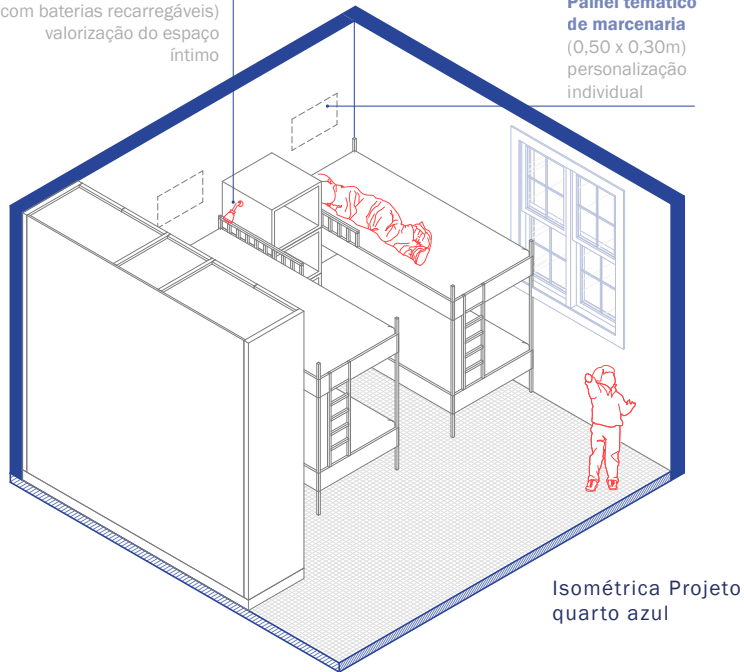 com baterias recarregáveis)
valorização do espaço
íntimo
Painel temático
de marcenaria
(0,50 x 0,30m)
personalização
individual
Isométrica Projeto
quarto azul